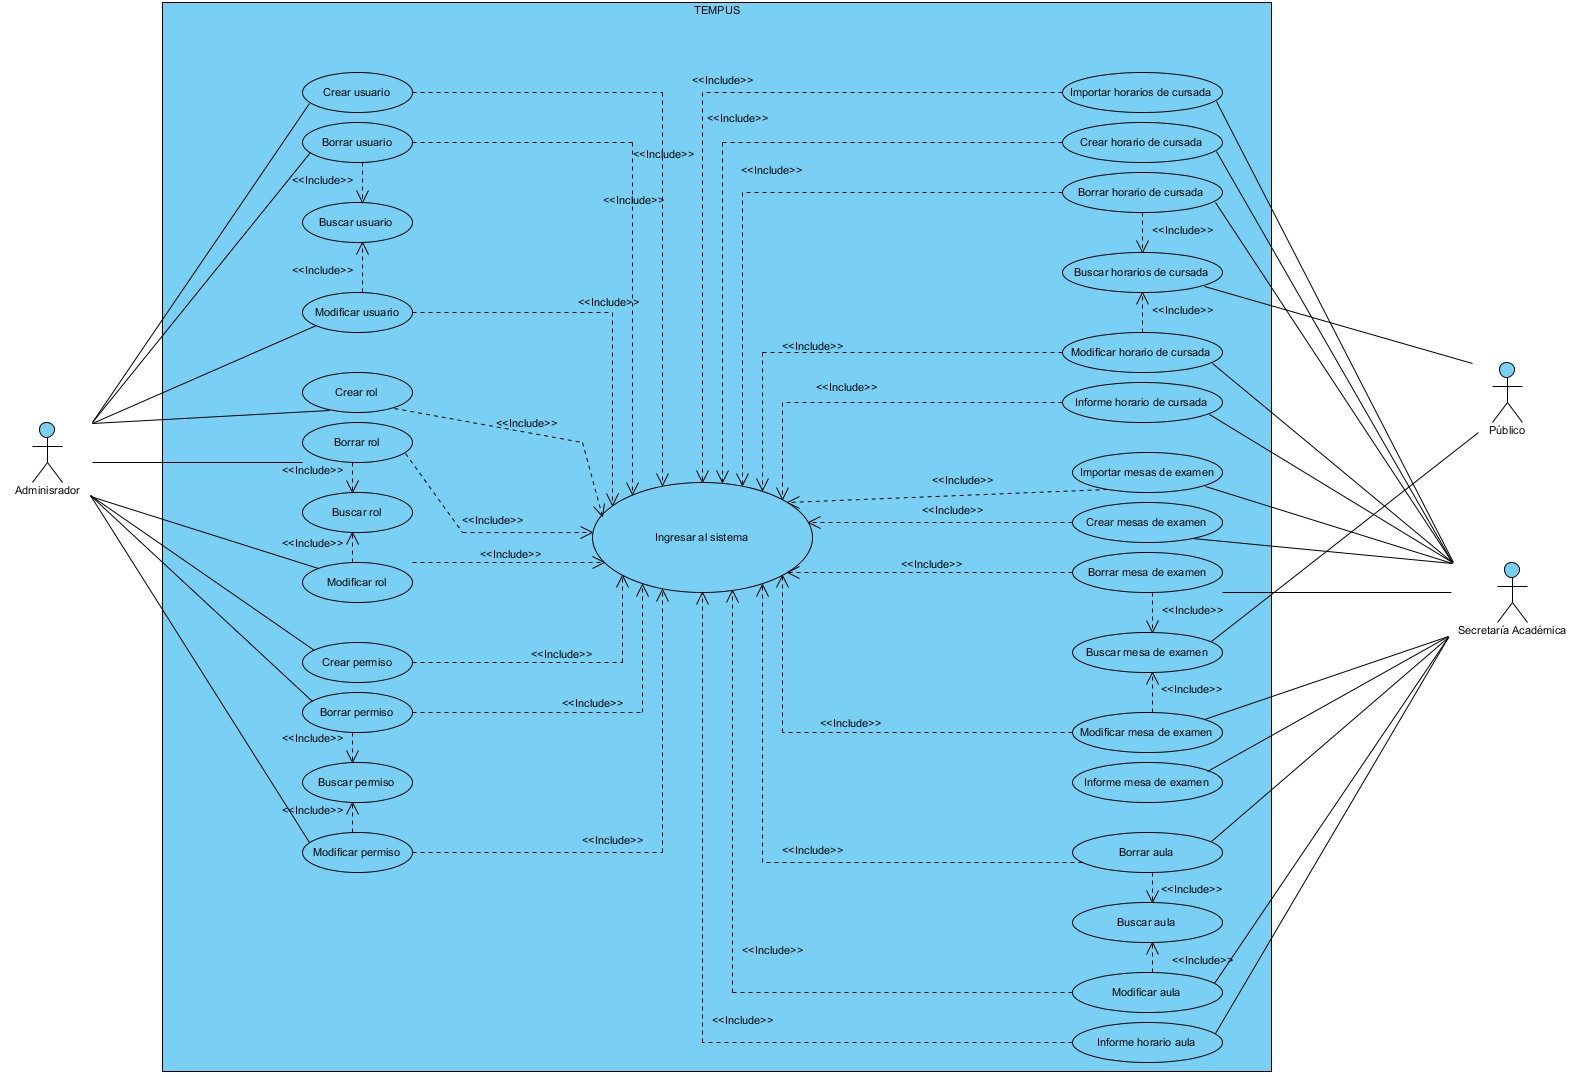 TEMPUS
Crear usuario
<<Include>>
Importar horarios de cursada
<<Include>>
Borrar usuario
<<Include>>
Crear horario de cursada
<<Include>>
<<Include>>
Borrar horario de cursada
<<Include>>
Buscar usuario
<<Include>>
<<Include>>
Buscar horarios de cursada
<<Include>>
Modificar usuario
<<Include>>
<<Include>>
Modificar horario de cursada
Crear rol
<<Include>>
Informe horario de cursada
<<Include>>
Público
Borrar rol
<<Include>>
Importar mesas de examen
<<Include>>
Adminisrador
Buscar rol
<<Include>>
<<Include>>
Crear mesas de examen
Ingresar al sistema
<<Include>>
<<Include>>
<<Include>>
Borrar mesa de examen
Modificar rol
<<Include>>
Secretaría Académica
Crear permiso
<<Include>>
Buscar mesa de examen
<<Include>>
Borrar permiso
<<Include>>
<<Include>>
Modificar mesa de examen
<<Include>>
Buscar permiso
Informe mesa de examen
<<Include>>
Modificar permiso
<<Include>>
<<Include>>
Borrar aula
<<Include>>
Buscar aula
<<Include>>
<<Include>>
Modificar aula
<<Include>>
Informe horario aula